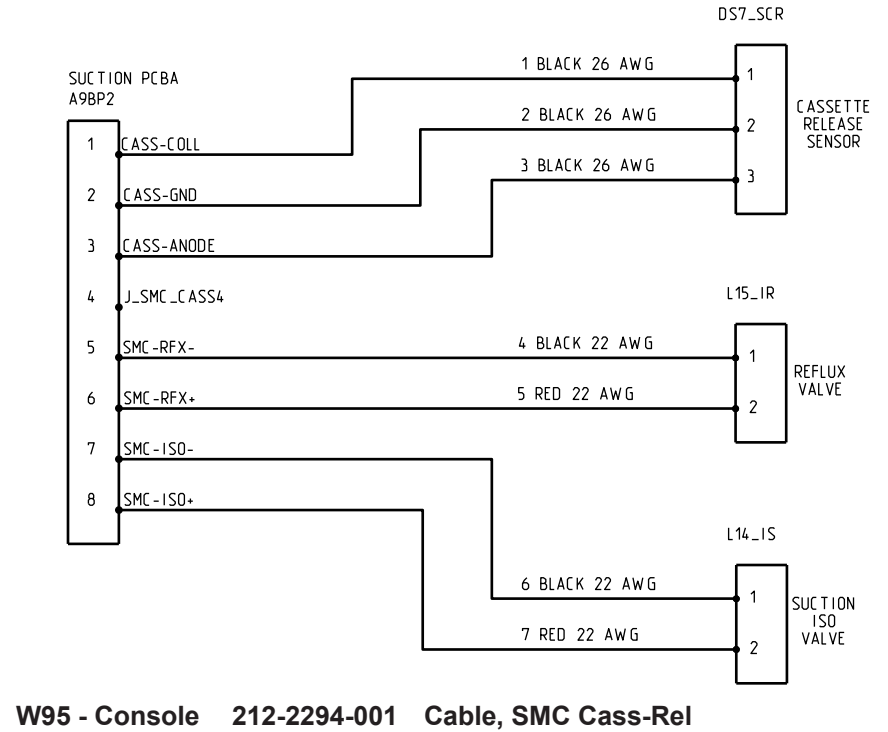 DS7_SCR
1 BLACK 26 AWG
SUCTION PCBA
A9BP2
1
CASSETTE
RELEASE
SENSOR
2 BLACK 26 AWG
2
1
CASS-COLL
3 BLACK 26 AWG
3
2
CASS-GND
3
CASS-ANODE
4
J_SMC_CASS4
L15_IR
5
SMC-RFX-
4 BLACK 22 AWG
1
REFLUX
VALVE
6
SMC-RFX+
5 RED 22 AWG
2
7
SMC-ISO-
8
SMC-ISO+
L14_IS
6 BLACK 22 AWG
1
SUCTION
ISO
VALVE
7 RED 22 AWG
2
W95 - Console 212-2294-001 Cable, SMC Cass-Rel